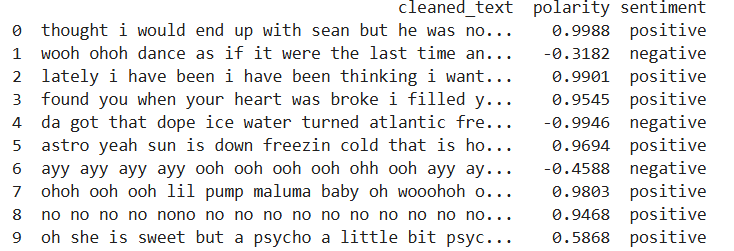 cleaned_text polarity sentiment
0 thought i would end up with sean but he was no... 0.9988 positive
1 wooh ohoh dance as if it were the last time an... -0.3182 negative
2 lately i have been i have been thinking i want... 0.9901 positive
3 found you when your heart was broke i filled y... 0.9545 positive
4 da got that dope ice water turned atlantic fre... -0.9946 negative
5 astro yeah sun is down freezin cold that is ho... 0.9694 positive
6 ayy ayy ayy ayy ooh ooh ooh ooh ohh ooh ayy ay... -0.4588 negative
7 ohoh ooh ooh lil pump maluma baby oh wooohoh o... 0.9803 positive
8 no no no no nono no no no no no no no no no no... 0.9468 positive
9 oh she is sweet but a psycho a little bit psyc... 0.5868 positive